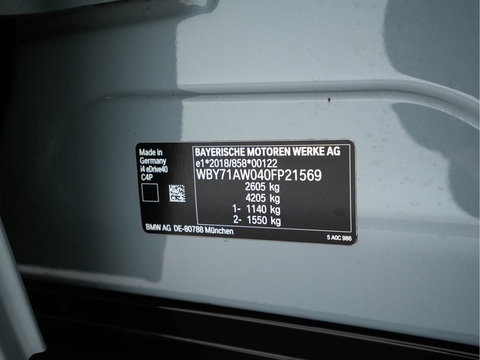 BAYERISCHE MOTOREN WERKE AG
Made in
Germany
i4 eDrive40
C4P
e1*2018/858*00122
WBY71AW040FP21569
2605 kg
4205 kg
1- 1140 kg
2- 1550 kg
BMW AG DE-80788 München
5 A0C 986